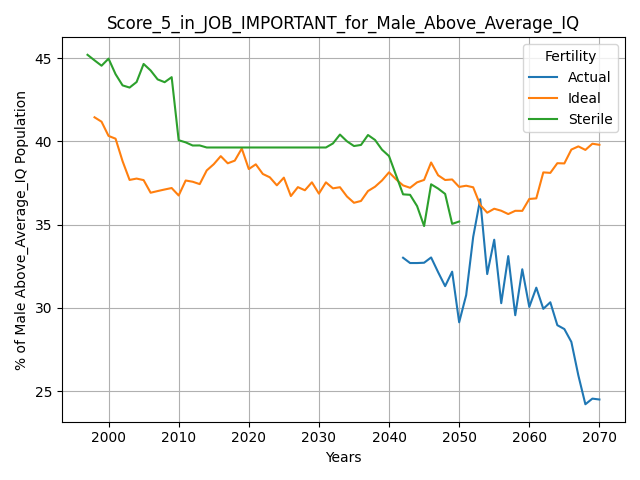 Score_5_in_JOB_IMPORTANT_for_Male_Above_Average_IQ
% of Male Above_Average_IQ Population
45
40
35
30
25
Fertility
Actual
Ideal
Sterile
2000 2010 2020 2030 2040 2050 2060 2070
Years